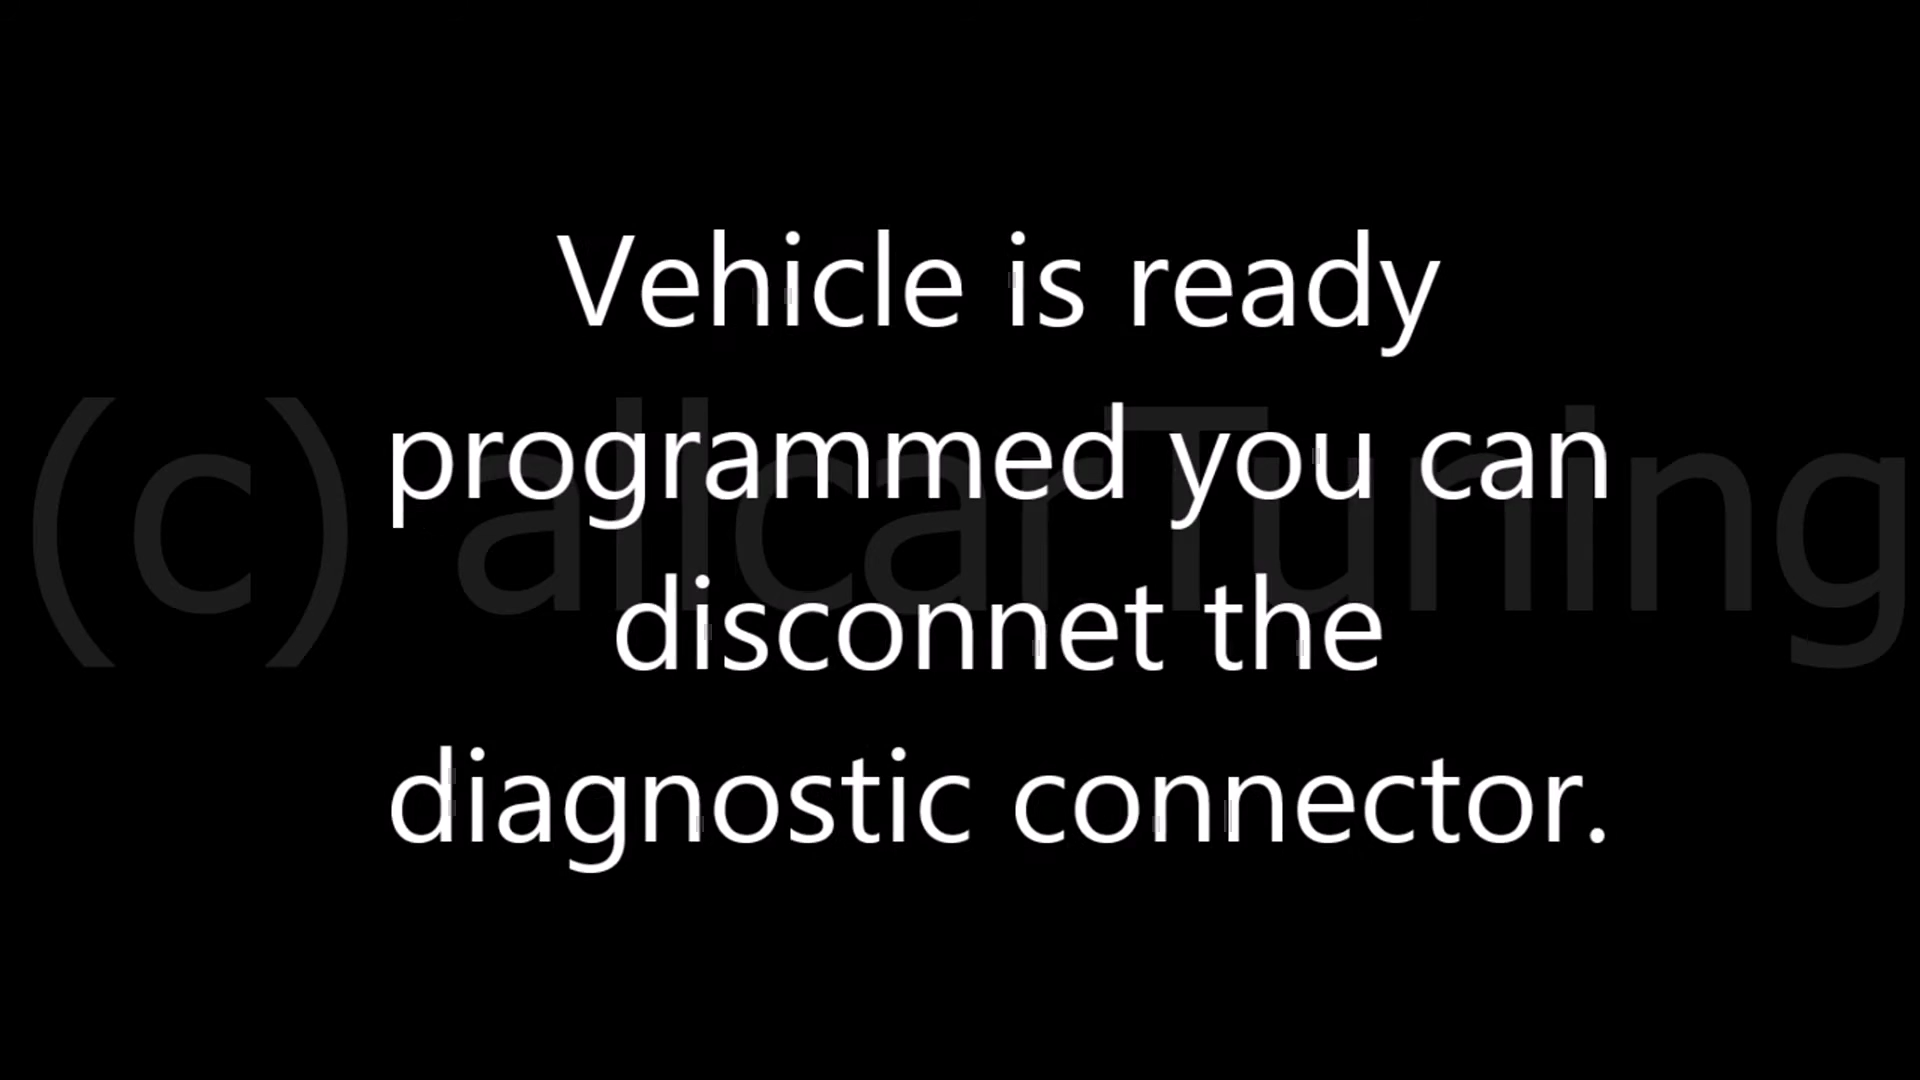 Vehicle is ready
programmed you can
(c) allcarTuning
disconnet the
diagnostic connector.